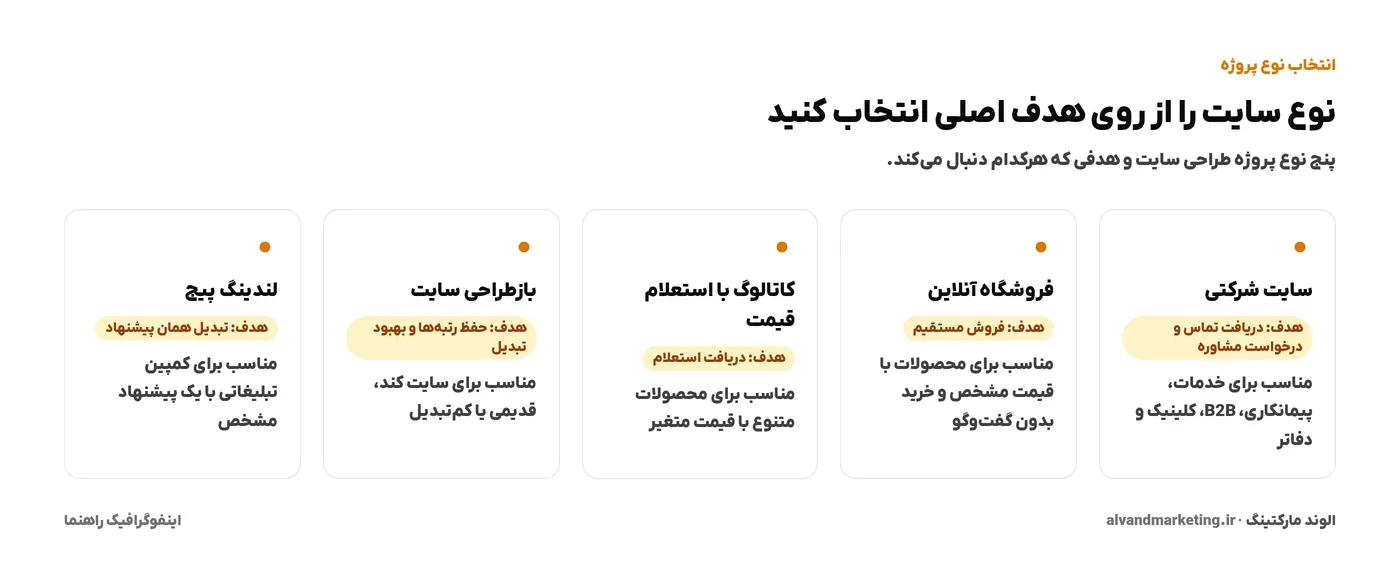 انتخاب نوع پروژه
نوع سایت را از روی هدف اصلی انتخاب کنید
پنج نوع پروژه طراحی سایت و هدفی که هرکدام دنبال می‌کند.
سایت شرکتی
هدف: دریافت تماس و
درخواست مشاوره
مناسب برای خدمات،
پیمانکاری، B2B، کلینیک و
دفاتر
فروشگاه آنلاین
هدف: فروش مستقیم
مناسب برای محصولات با
قیمت مشخص و خرید
بدون گفت‌وگو
کاتالوگ با استعلام
قیمت
هدف: دریافت استعلام
مناسب برای محصولات
متنوع با قیمت متغیر
بازطراحی سایت
هدف: حفظ رتبه‌ها و بهبود
تبدیل
مناسب برای سایت کند،
قدیمی یا کم‌تبدیل
لندینگ پیج
هدف: تبدیل همان پیشنهاد
مناسب برای کمپین
تبلیغاتی با یک پیشنهاد
مشخص
الوند مارکتینگ · alvandmarketing.ir
اینفوگرافیک راهنما